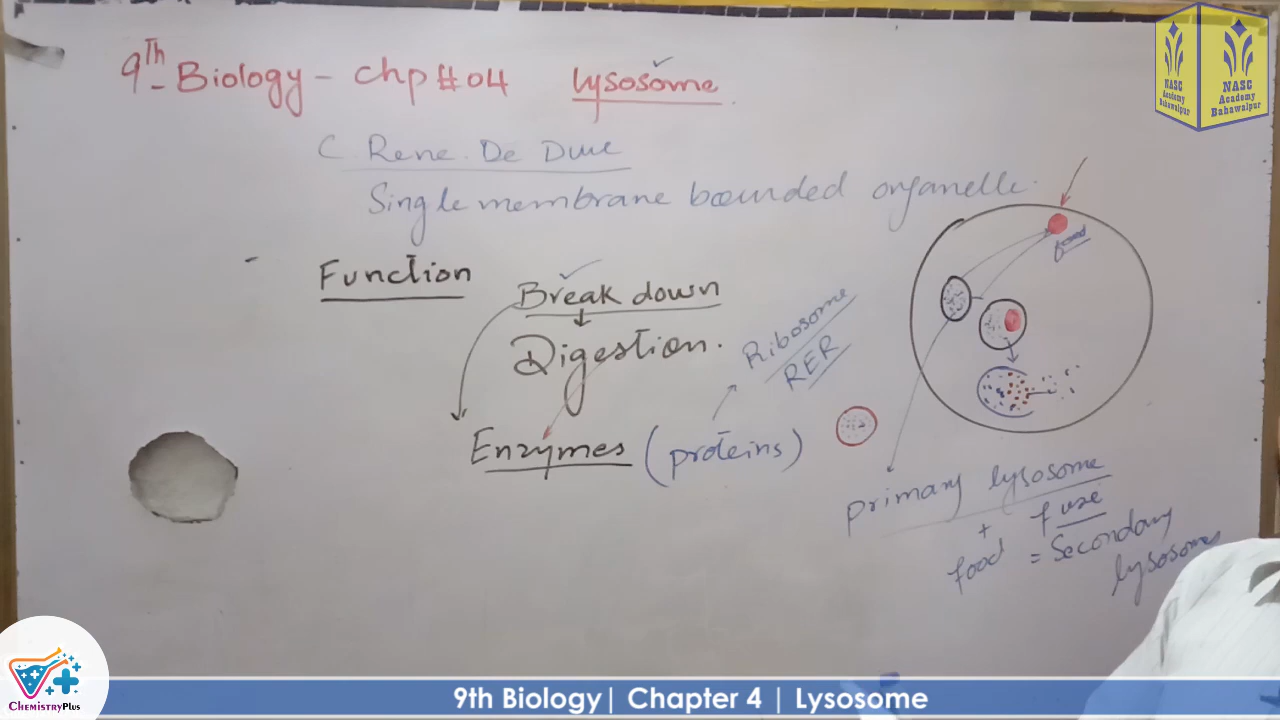 9th - Biology - Chp # 04 lysosome
C Rene. De Duve
Single membrane bounded organelle.
food
Function
Break down
Digestion.
Ribosome
RER
Enzymes (proteins)
primary lysosome
+ fuse
food = Secondary
lysosome
NASC
Academy
Bahawalpur
NASC
Academy
Bahawalpur
CHEMISTRYPLUS
9th Biology| Chapter 4 | Lysosome